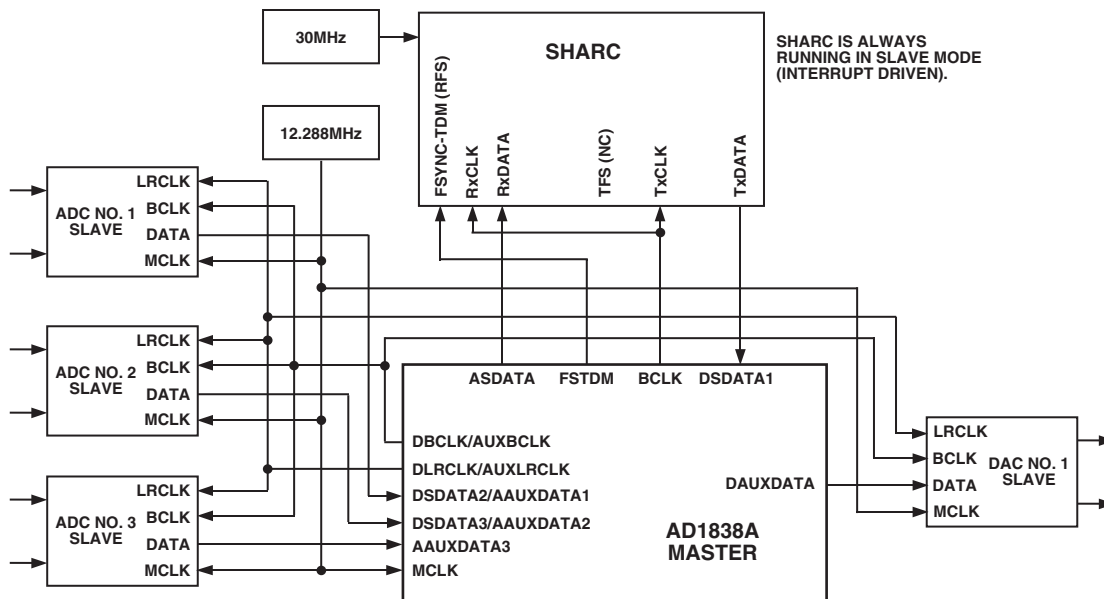 30MHz
SHARC
SHARC IS ALWAYS
RUNNING IN SLAVE MODE
(INTERRUPT DRIVEN).
FSYNC-TDM (RFS)
RxCLK
RxDATA
TFS (NC)
TxCLK
TxDATA
12.288MHz
ADC NO. 1
SLAVE
LRCLK
BCLK
DATA
MCLK
ADC NO. 2
SLAVE
LRCLK
BCLK
DATA
MCLK
ADC NO. 3
SLAVE
LRCLK
BCLK
DATA
MCLK
ASDATA
FSTDM
BCLK
DSDATA1
DBCLK/AUXBCLK
DLRCLK/AUXLRCLK
DSDATA2/AAUXDATA1
DSDATA3/AAUXDATA2
AAUXDATA3
MCLK
DAUXDATA
AD1838A
MASTER
LRCLK
BCLK
DATA
MCLK
DAC NO. 1
SLAVE